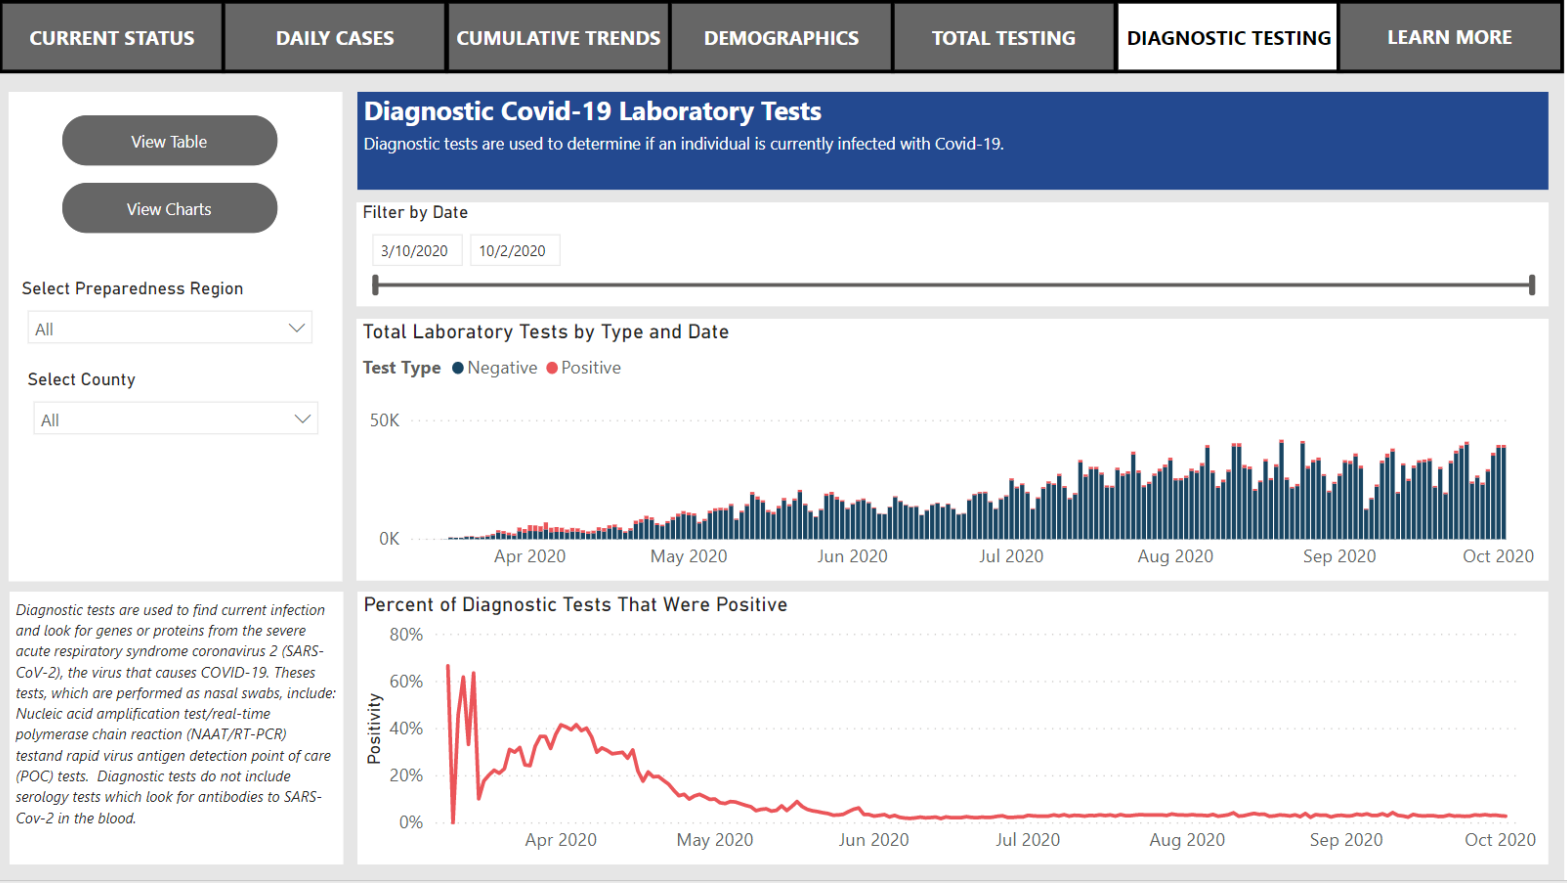 CURRENT STATUS
DAILY CASES
CUMULATIVE TRENDS
DEMOGRAPHICS
TOTAL TESTING
DIAGNOSTIC TESTING
LEARN MORE
View Table
View Charts
Select Preparedness Region
All
Select County
All
Diagnostic tests are used to find current infection
and look for genes or proteins from the severe
acute respiratory syndrome coronavirus 2 (SARS-
CoV-2), the virus that causes COVID-19. Theses
tests, which are performed as nasal swabs, include:
Nucleic acid amplification test/real-time
polymerase chain reaction (NAAT/RT-PCR)
testand rapid virus antigen detection point of care
(POC) tests.  Diagnostic tests do not include
serology tests which look for antibodies to SARS-
Cov-2 in the blood.
Diagnostic Covid-19 Laboratory Tests
Diagnostic tests are used to determine if an individual is currently infected with Covid-19.
Filter by Date
3/10/2020 10/2/2020
Total Laboratory Tests by Type and Date
Test Type Negative Positive
50K
0K
Apr 2020 May 2020 Jun 2020 Jul 2020 Aug 2020 Sep 2020 Oct 2020
Percent of Diagnostic Tests That Were Positive
Positivity
80%
60%
40%
20%
0%
Apr 2020 May 2020 Jun 2020 Jul 2020 Aug 2020 Sep 2020 Oct 2020